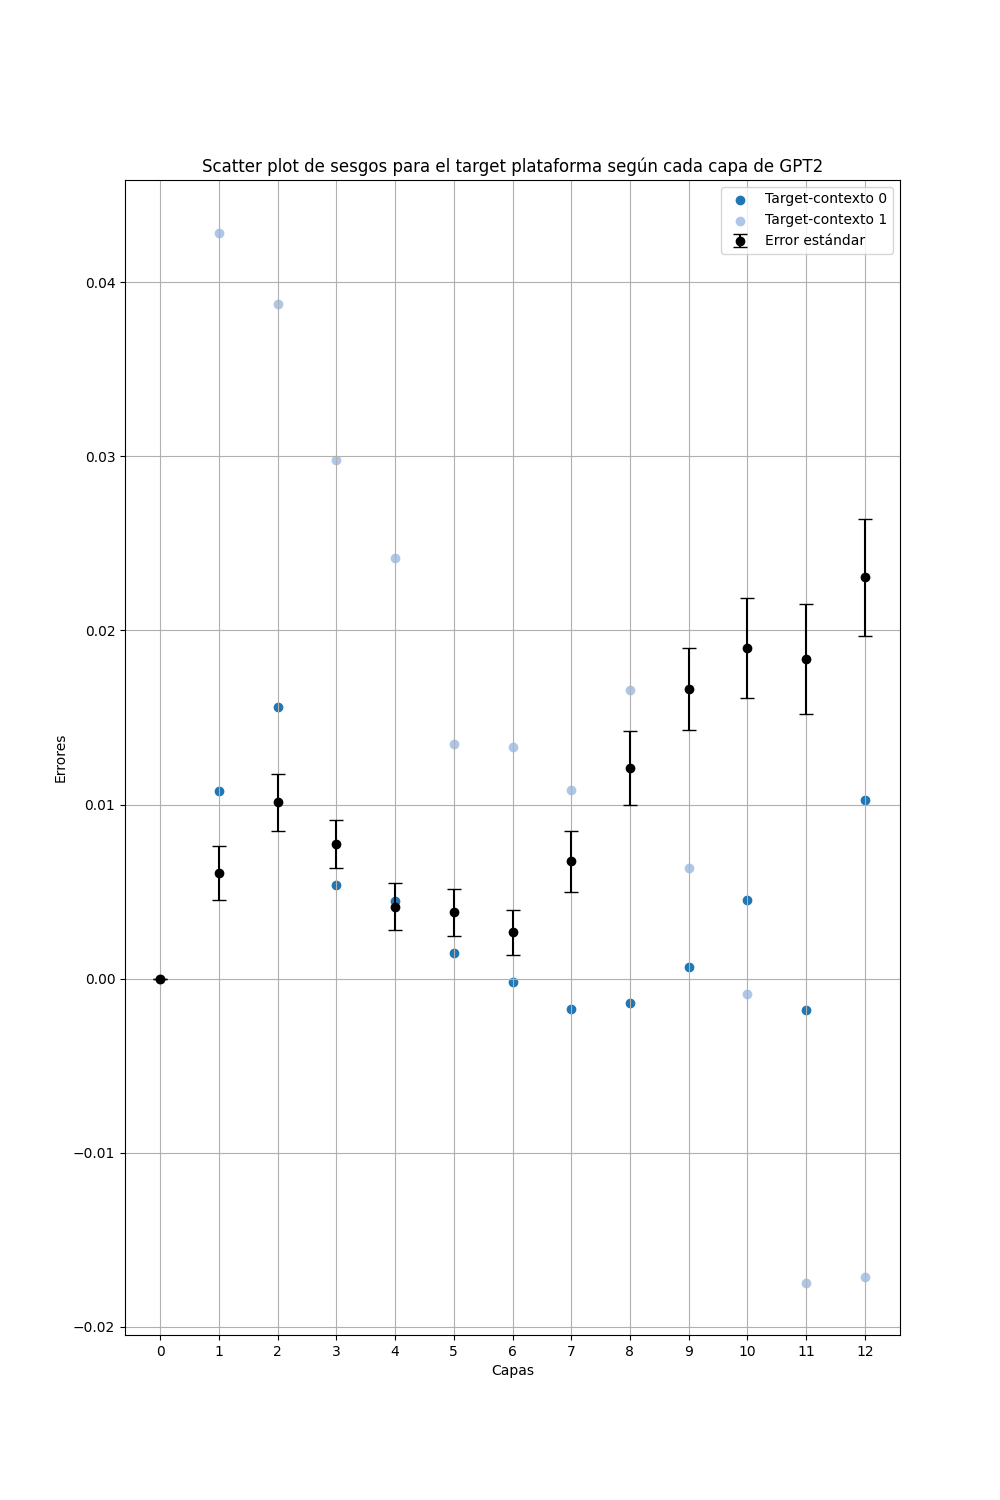 Scatter plot de sesgos para el target plataforma según cada capa de GPT2
Target-contexto 0
Target-contexto 1
Error estándar
0.04
0.03
0.02
0.01
0.00
−0.01
−0.02
Errores
0 1 2 3 4 5 6 7 8 9 10 11 12
Capas